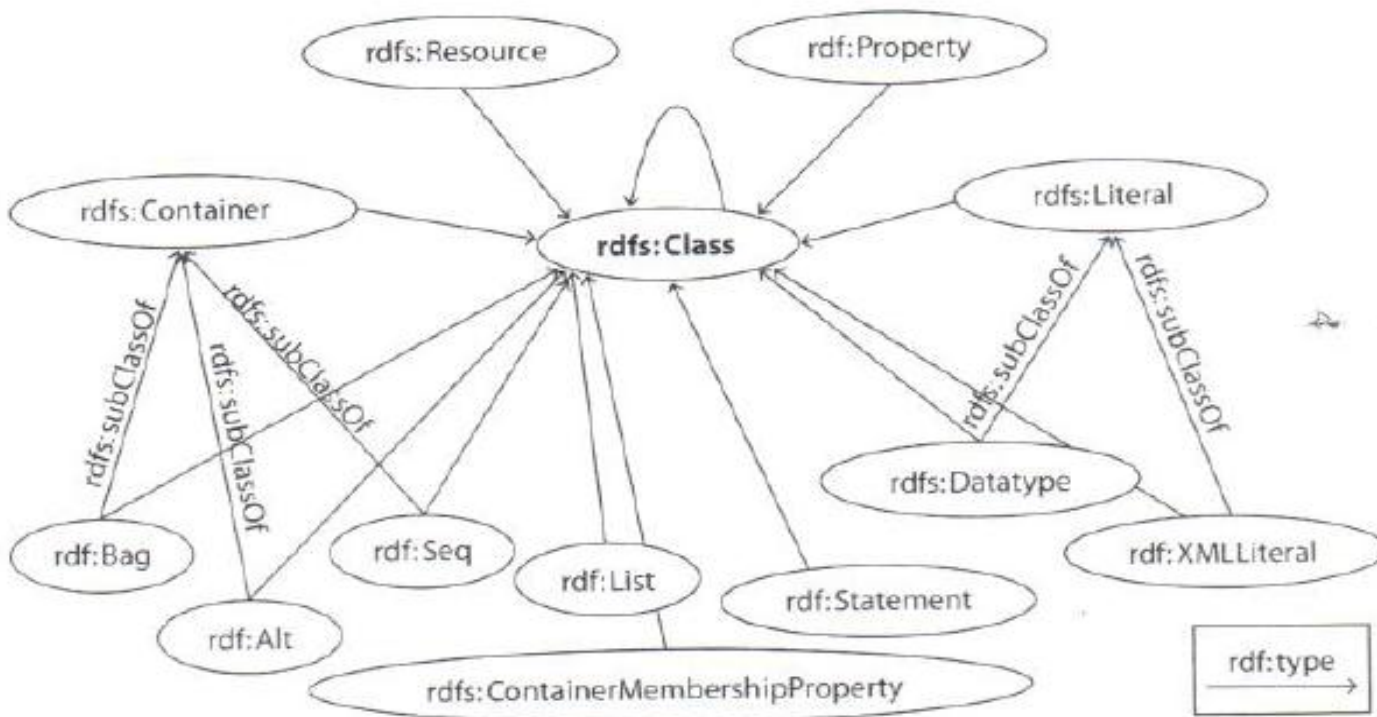 rdfs:Resource
rdf:Property
rdfs:Container
rdfs:Literal
rdfs:Class
rdfs:subClassOf
rdfs:subClassOf
rdfs:subClassOf
rdfs:subClassOf
rdfs:subClassOf
rdfs:Datatype
rdf:Bag
rdf:Seq
rdf:XMLLiteral
rdf:List
rdf:Statement
rdf:Alt
rdf:type
rdfs:ContainerMembershipProperty